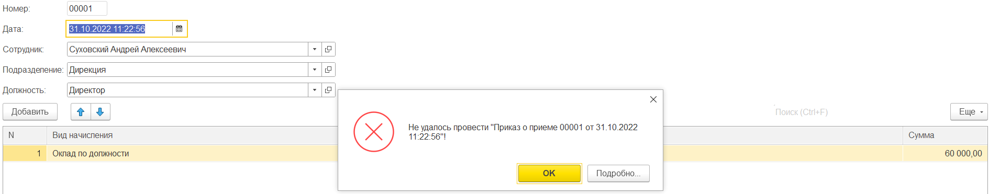 Номер: 00001
Дата: 31.10.2022 11:22:56
Сотрудник: Суховский Андрей Алексеевич
Подразделение: Дирекция
Должность: Директор
Добавить Поиск (Ctrl+F) Еще
N Вид начисления Сумма
1 Оклад по должности 60 000,00
Не удалось провести "Приказ о приеме 00001 от 31.10.2022
11:22:56"!
OK Подробно...